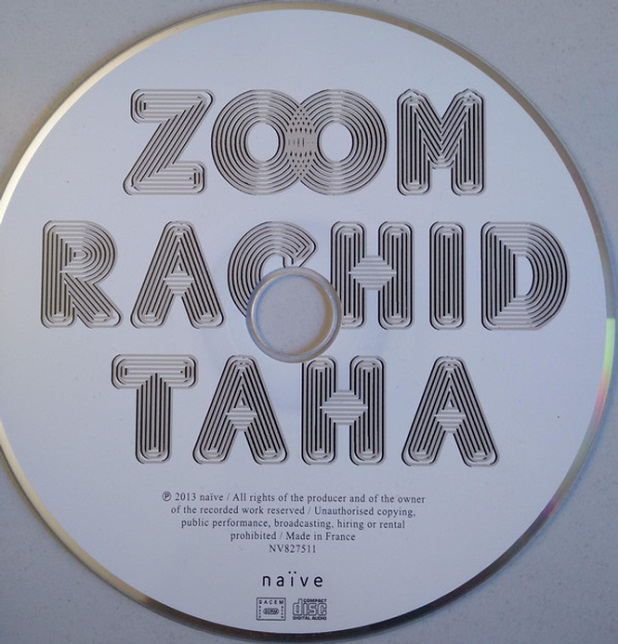 ZOOM
RACHID
TAHA
℗ 2013 naïve / All rights of the producer and of the owner
of the recorded work reserved / Unauthorised copying,
public performance, broadcasting, hiring or rental
prohibited / Made in France
NV827511
naïve
SACEM
COMPACT
disc
DIGITAL AUDIO